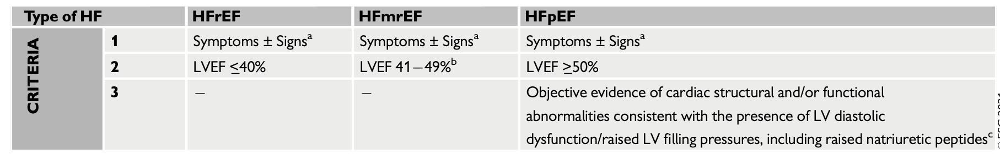 Type of HF HFrEF HFmrEF HFpEF
CRITERIA
1 Symptoms ± Signsᵃ Symptoms ± Signsᵃ Symptoms ± Signsᵃ
2 LVEF ≤40% LVEF 41–49%ᵇ LVEF ≥50%
3 – – Objective evidence of cardiac structural and/or functional
abnormalities consistent with the presence of LV diastolic
dysfunction/raised LV filling pressures, including raised natriuretic peptidesᶜ